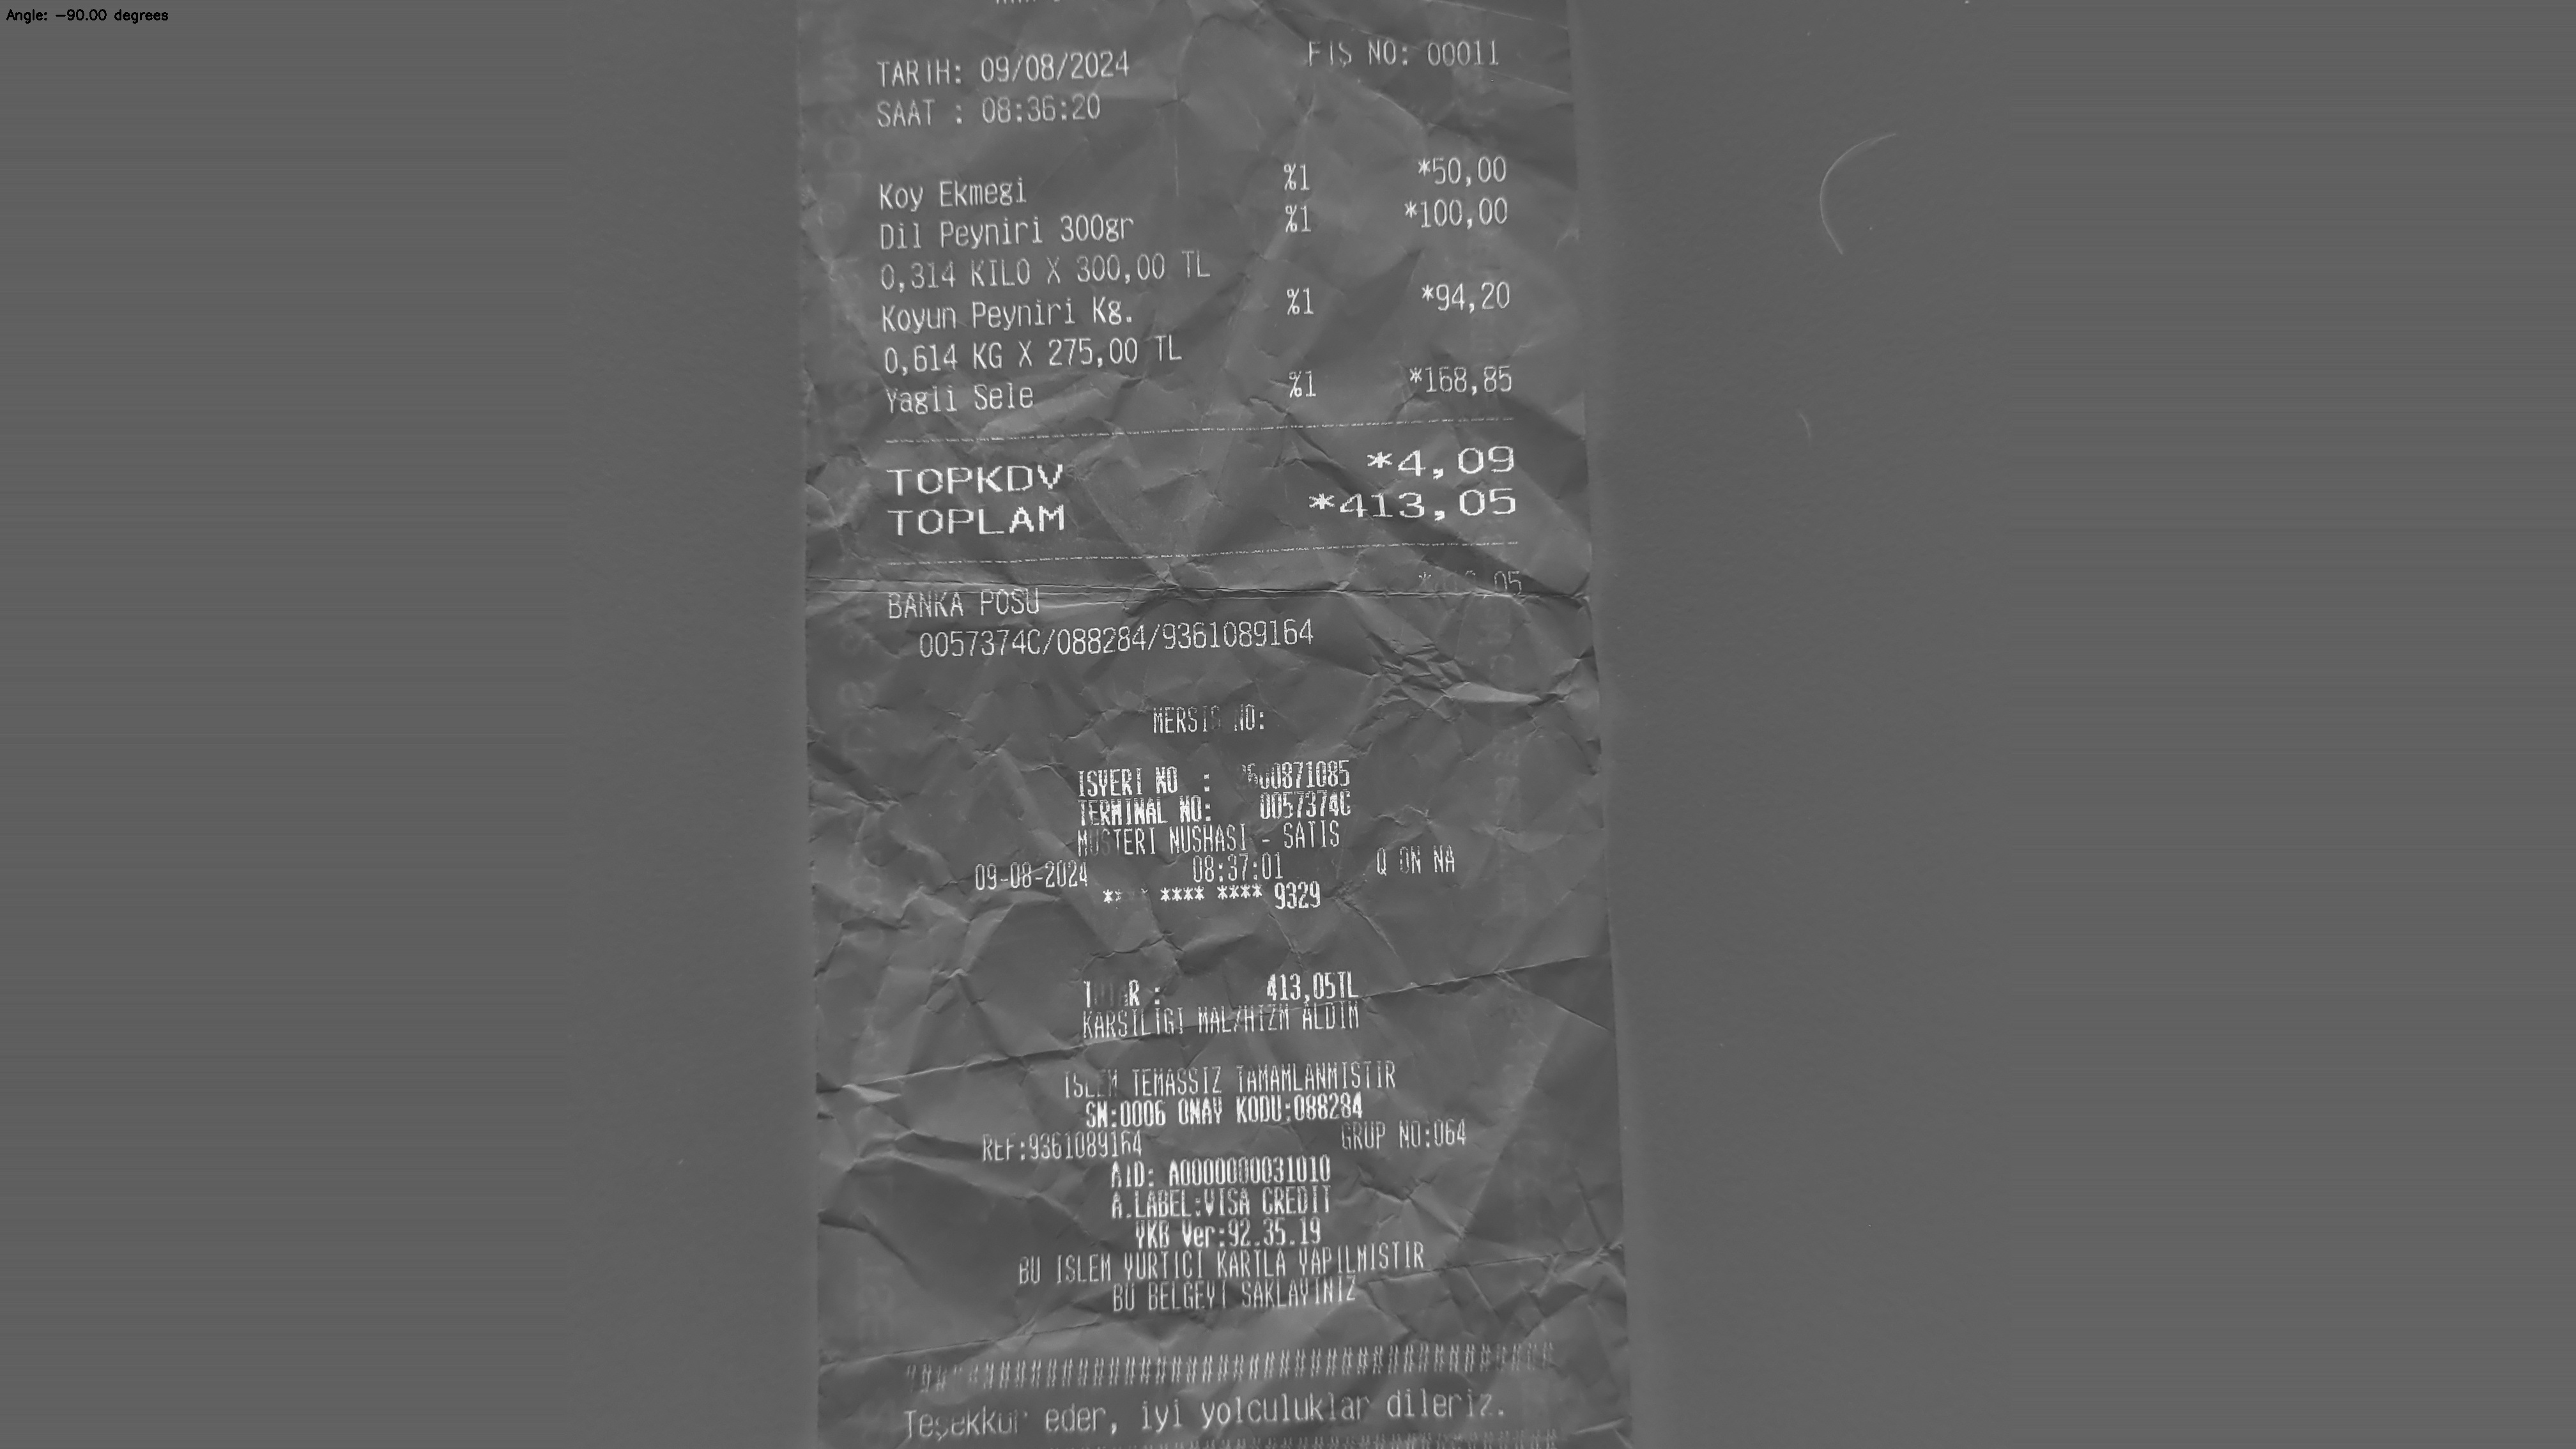 Angle: -90.00 degrees
TARIH: 09/08/2024 FIŞ NO: 00011
SAAT : 08:36:20
Koy Ekmegi %1 *50,00
Dil Peyniri 300gr %1 *100,00
0,314 KILO X 300,00 TL
Koyun Peyniri Kg. %1 *94,20
0,614 KG X 275,00 TL
Yagli Sele %1 *168,85
TOPKDV *4,09
TOPLAM *413,05
BANKA POSU
0057374C/088284/9361089164
MERSIS NO:
ISYERI NO :
TERMINAL NO: 0057374C
MUSTERI NUSHASI - SATIS
09-08-2024 08:37:01 Q ON NA
**** **** 9329
413,05TL
KARSILIGI MAL/HIZM ALDIM
ISLEM TEMASSIZ TAMAMLANMISTIR
SN:0006 ONAY KODU:088284
REF:9361089164 GRUP NO:064
AID: A0000000031010
A.LABEL:VISA CREDIT
YKB Ver:92.35.19
BU ISLEM YURTICI KARTLA YAPILMISTIR
BU BELGEYI SAKLAYINIZ
Teşekkur eder, iyi yolculuklar dileriz.